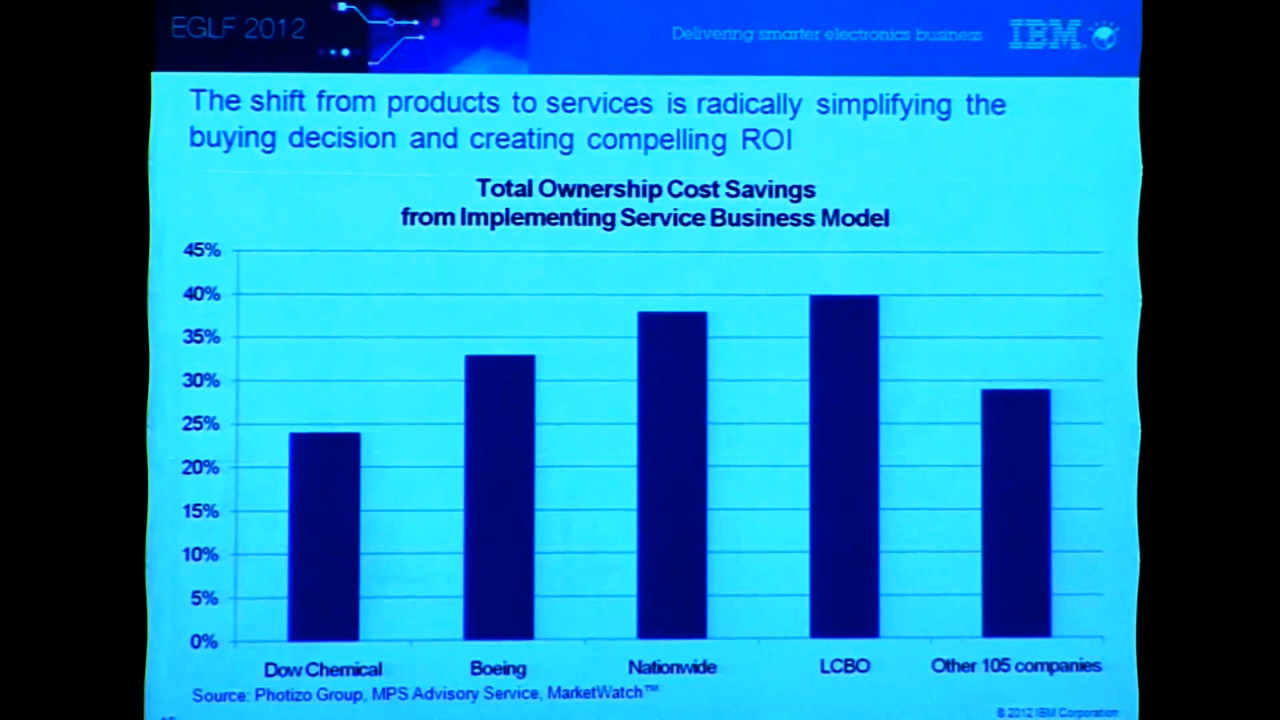 EGLF 2012
Delivering smarter electronics business
IBM
The shift from products to services is radically simplifying the
buying decision and creating compelling ROI
Total Ownership Cost Savings
from Implementing Service Business Model
45%
40%
35%
30%
25%
20%
15%
10%
5%
0%
Dow Chemical Boeing Nationwide LCBO Other 105 companies
Source: Photizo Group, MPS Advisory Service, MarketWatch™
© 2012 IBM Corporation